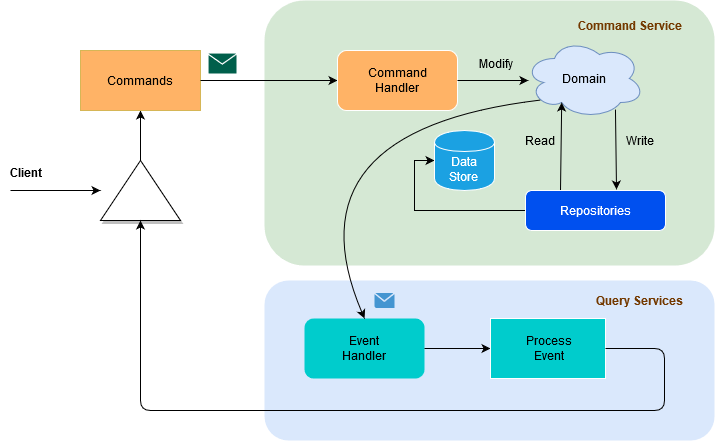 Command Service
Commands
Command
Handler
Modify
Domain
Read
Write
Data
Store
Client
Repositories
Query Services
Event
Handler
Process
Event